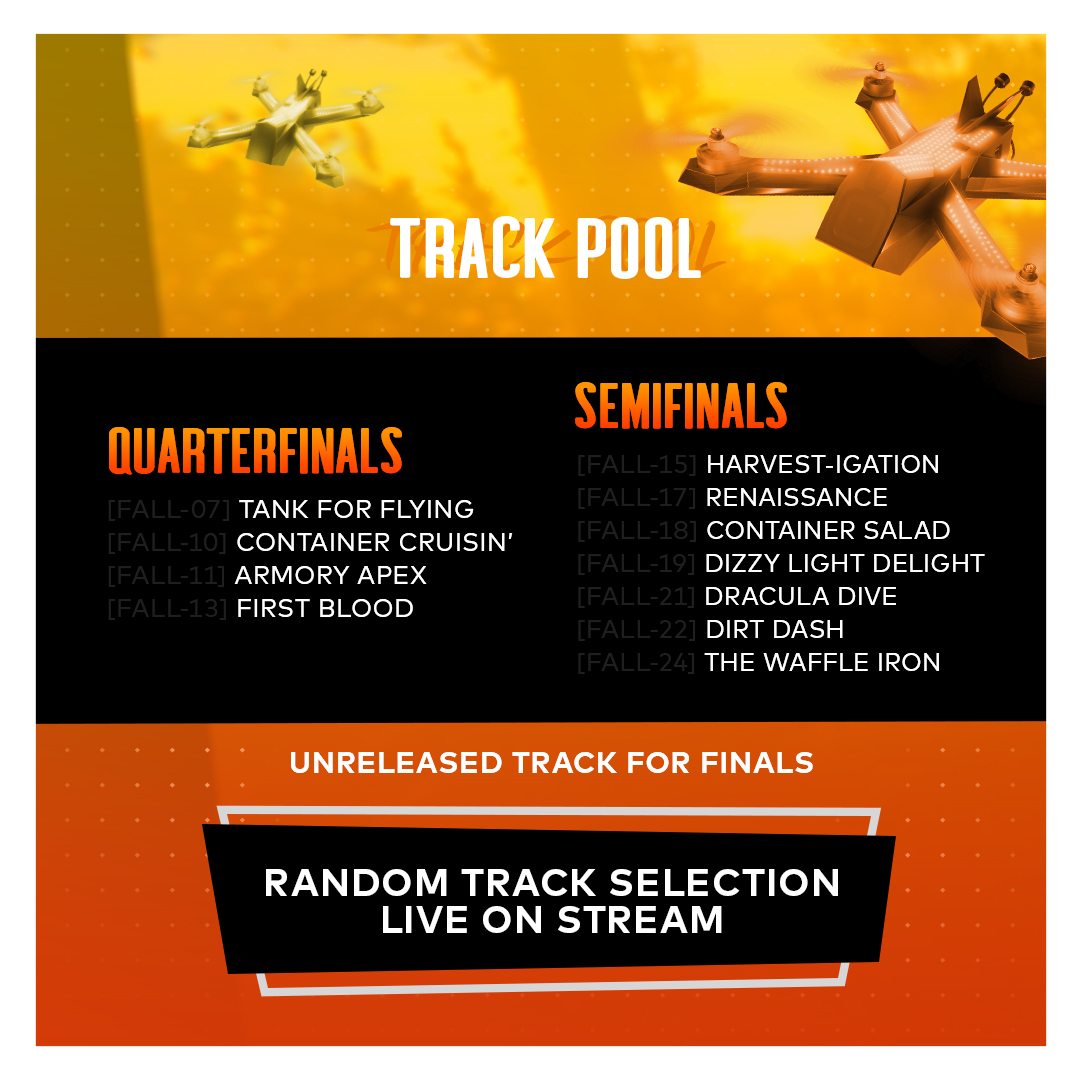 TRACK POOL
QUARTERFINALS
[FALL-07] TANK FOR FLYING
[FALL-10] CONTAINER CRUISIN'
[FALL-11] ARMORY APEX
[FALL-13] FIRST BLOOD
SEMIFINALS
[FALL-15] HARVEST-IGATION
[FALL-17] RENAISSANCE
[FALL-18] CONTAINER SALAD
[FALL-19] DIZZY LIGHT DELIGHT
[FALL-21] DRACULA DIVE
[FALL-22] DIRT DASH
[FALL-24] THE WAFFLE IRON
UNRELEASED TRACK FOR FINALS
RANDOM TRACK SELECTION
LIVE ON STREAM